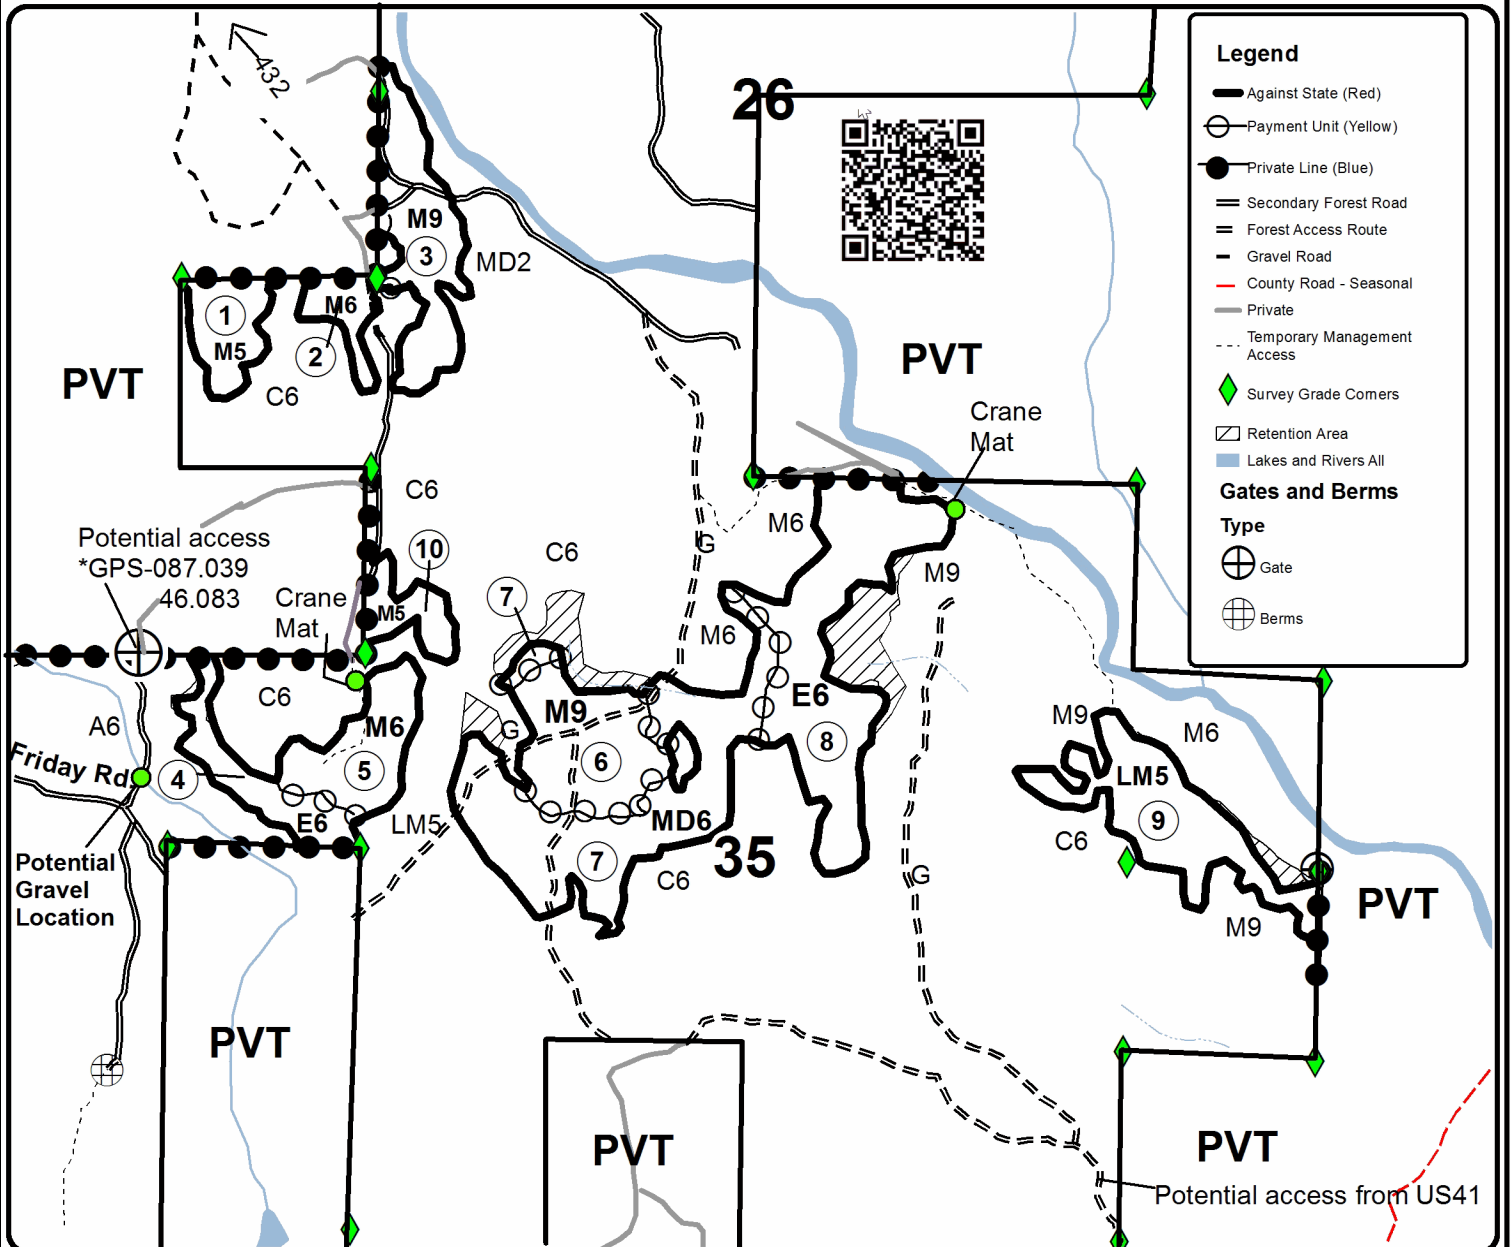 432
26
Legend
Against State (Red)
Payment Unit (Yellow)
Private Line (Blue)
Secondary Forest Road
Forest Access Route
Gravel Road
County Road - Seasonal
Private
Temporary Management
Access
Survey Grade Corners
Retention Area
Lakes and Rivers All
Gates and Berms
Type
Gate
Berms
M9
3
MD2
1
M6
M5
2
PVT
C6
PVT
Crane
Mat
C6
M6
G
C6
M9
Potential access
*GPS-087.039
46.083
10
Crane
Mat
M5
7
M6
C6
A6
M6
M9
G
E6
8
Friday Rd.
4
5
6
M9
M6
LM5
9
E6
LM5
MD6
C6
35
7
C6
G
Potential
Gravel
Location
PVT
M9
PVT
PVT
PVT
Potential access from US41